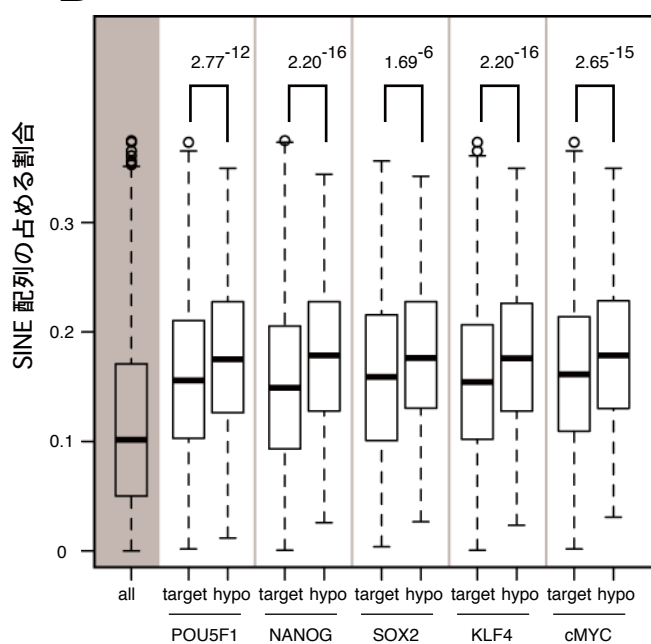 2.77-12 2.20-16 1.69-6 2.20-16 2.65-15
SINE 配列の占める割合
0.3
0.2
0.1
0
all target hypo target hypo target hypo target hypo target hypo
POU5F1 NANOG SOX2 KLF4 cMYC